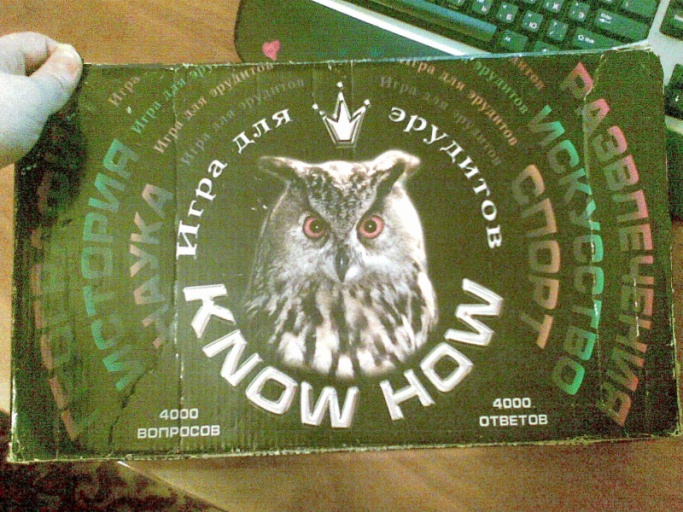 Игра для эрудитов
KNOW HOW
ГЕОГРАФИЯ
ИСТОРИЯ
НАУКА
СПОРТ
ИСКУССТВО
РАЗВЛЕЧЕНИЯ
Игра для эрудитов
Игра для эрудитов
Игра для эрудитов
Игра для эрудитов
4000
ВОПРОСОВ
4000
ОТВЕТОВ